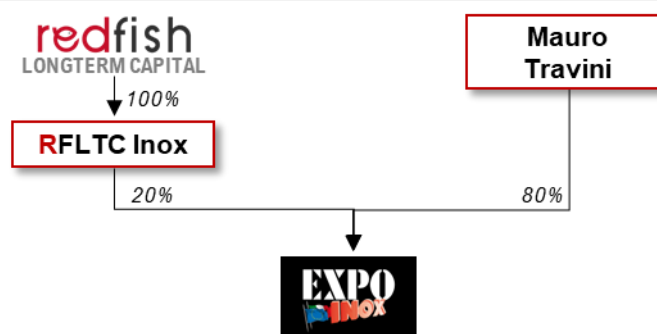 redfish
LONGTERM CAPITAL
100%
RFLTC Inox
20%
Mauro
Travini
80%
EXPO
INOX